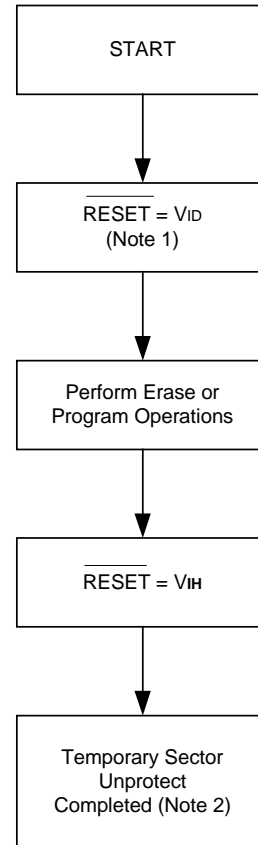 START
RESET = VID
(Note 1)
Perform Erase or
Program Operations
RESET = VIH
Temporary Sector
Unprotect
Completed (Note 2)